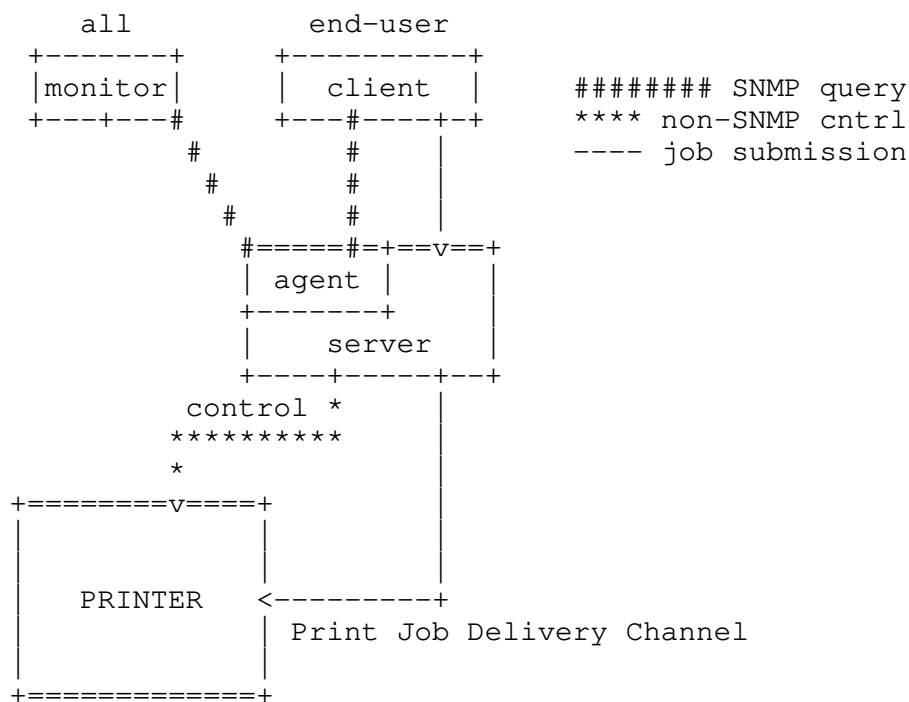 all end-user
monitor client ######## SNMP query
**** non-SNMP cntrl
---- job submission
agent
server
control
PRINTER
Print Job Delivery Channel